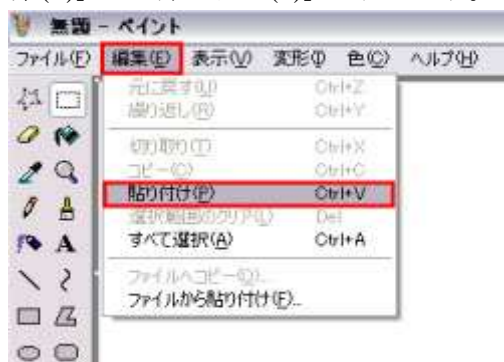 無題 - ペイント
ファイル(F) 編集(E) 表示(V) 変形(I) 色(C) ヘルプ(H)
元に戻す(U) Ctrl+Z
繰り返し(R) Ctrl+Y
切り取り(T) Ctrl+X
コピー(C) Ctrl+C
貼り付け(P) Ctrl+V
選択範囲のクリア(L) Del
すべて選択(A) Ctrl+A
ファイルへコピー(O)...
ファイルから貼り付け(F)...